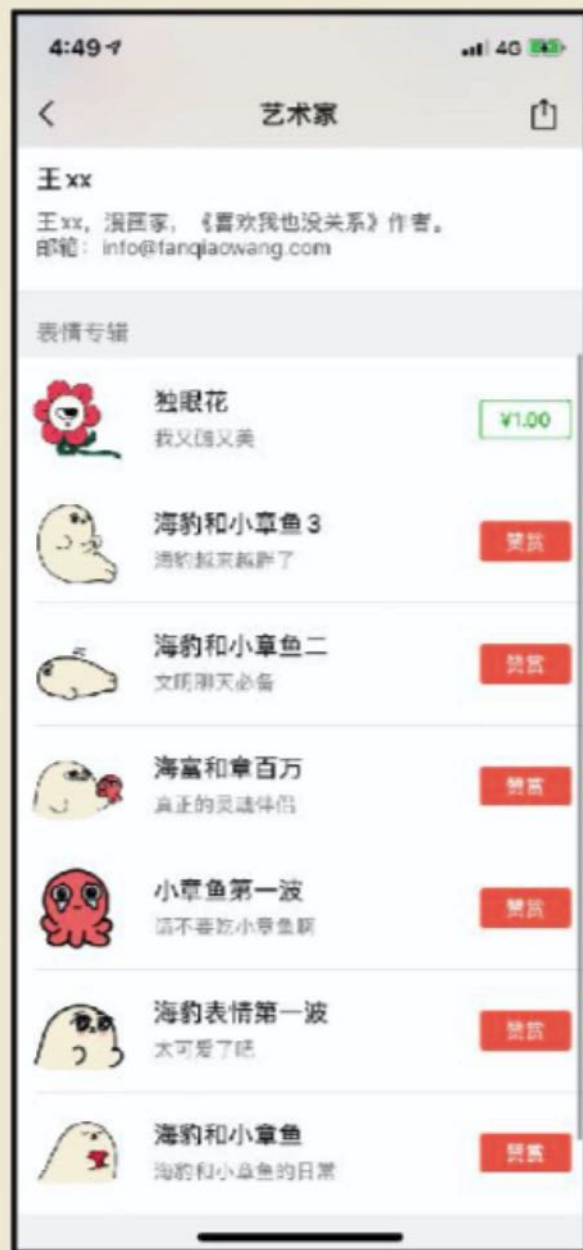 4:49
4G
艺术家
王xx
王xx，漫画家，《喜欢我也没关系》作者。
邮箱：info@fanqiaowang.com
表情专辑
独眼花
我又酷又美
¥1.00
海豹和小章鱼3
海豹越来越胖了
赞赏
海豹和小章鱼二
文明聊天必备
赞赏
海富和章百万
真正的灵魂伴侣
赞赏
小章鱼第一波
请不要吃小章鱼啊
赞赏
海豹表情第一波
太可爱了吧
赞赏
海豹和小章鱼
海豹和小章鱼的日常
赞赏